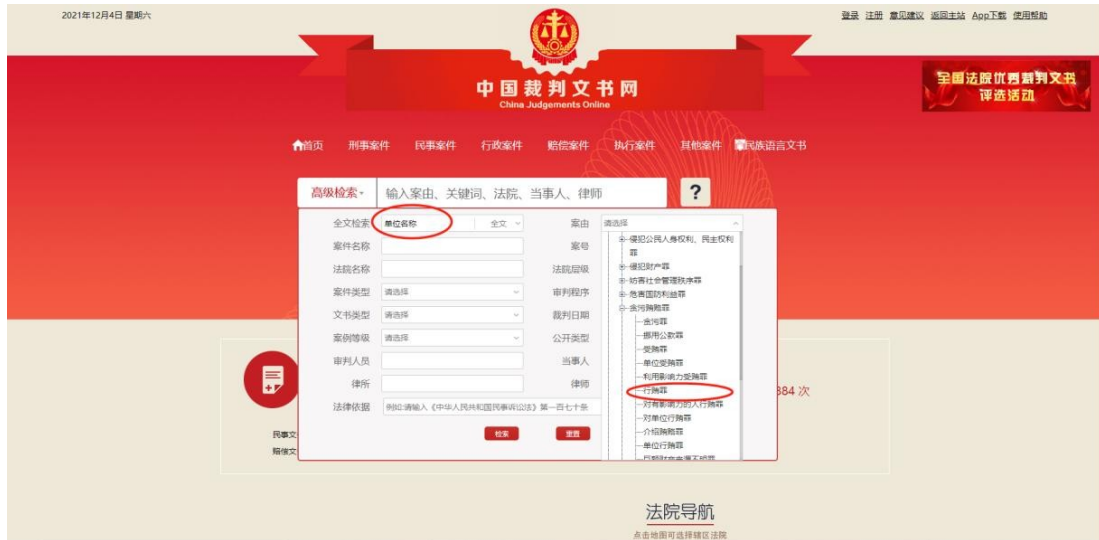 2021年12月4日 星期六
登录 注册 意见建议 返回主站 App下载 使用帮助
中国裁判文书网
China Judgements Online
全国法院优秀裁判文书
评选活动
首页 刑事案件 民事案件 行政案件 赔偿案件 执行案件 其他案件 民族语言文书
高级检索 输入案由、关键词、法院、当事人、律师 ?
全文检索 单位名称 全文 案由 请选择
案件名称 案号
法院名称 法院层级
案件类型 请选择 审判程序
文书类型 请选择 裁判日期
案例等级 请选择 公开类型
审判人员 当事人
律所 律师
法律依据 例如:请输入《中华人民共和国民事诉讼法》第一百七十条
检索 重置
侵犯公民人身权利、民主权利
罪
侵犯财产罪
妨害社会管理秩序罪
危害国防利益罪
贪污贿赂罪
贪污罪
挪用公款罪
受贿罪
单位受贿罪
利用影响力受贿罪
行贿罪
对有影响力的人行贿罪
对单位行贿罪
介绍贿赂罪
单位行贿罪
384 次
民事文
赔偿文
法院导航
点击地图可选择辖区法院